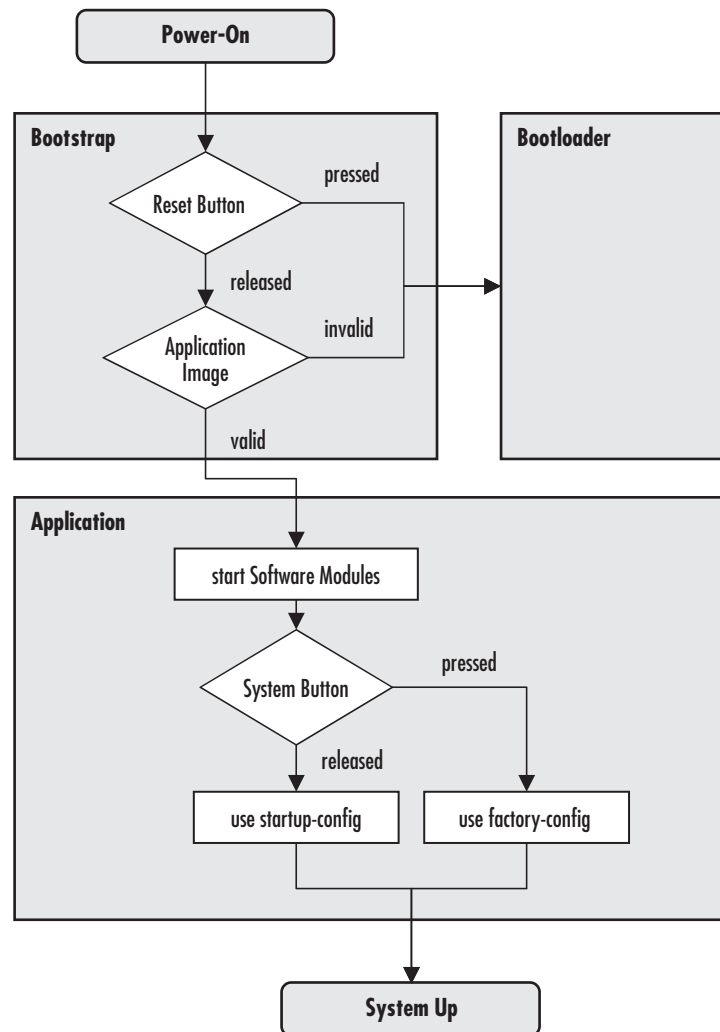 Power-On
Bootstrap
Bootloader
pressed
Reset Button
released
invalid
Application
Image
valid
Application
start Software Modules
pressed
System Button
released
use startup-config
use factory-config
System Up